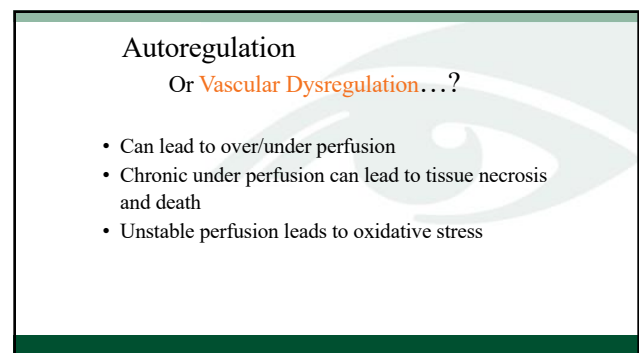 Autoregulation
Or Vascular Dysregulation…?
• Can lead to over/under perfusion
• Chronic under perfusion can lead to tissue necrosis
and death
• Unstable perfusion leads to oxidative stress